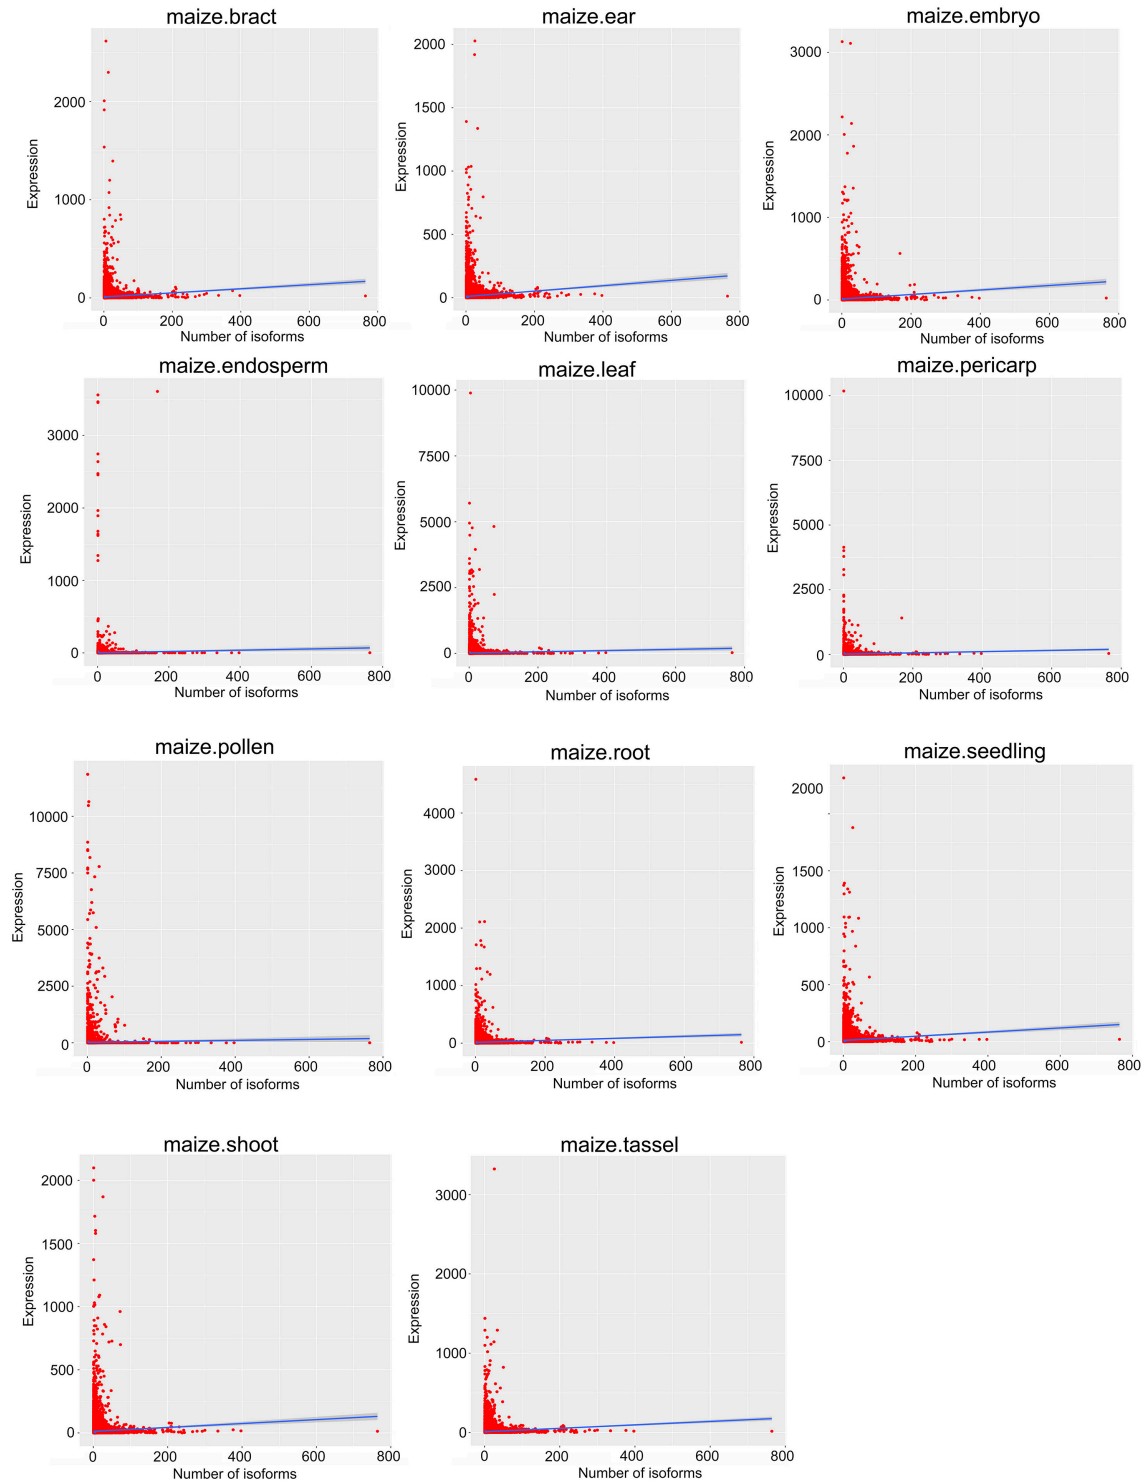 maize.bract
2000
1000
0
Expression
0 200 400 600 800
Number of isoforms
maize.ear
2000
1500
1000
500
0
Expression
0 200 400 600 800
Number of isoforms
maize.embryo
3000
2000
1000
0
Expression
0 200 400 600 800
Number of isoforms
maize.endosperm
3000
2000
1000
0
Expression
0 200 400 600 800
Number of isoforms
maize.leaf
10000
7500
5000
2500
0
Expression
0 200 400 600 800
Number of isoforms
maize.pericarp
10000
7500
5000
2500
0
Expression
0 200 400 600 800
Number of isoforms
maize.pollen
10000
7500
5000
2500
0
Expression
0 200 400 600 800
Number of isoforms
maize.root
4000
3000
2000
1000
0
Expression
0 200 400 600 800
Number of isoforms
maize.seedling
2000
1500
1000
500
0
Expression
0 200 400 600 800
Number of isoforms
maize.shoot
2000
1500
1000
500
0
Expression
0 200 400 600 800
Number of isoforms
maize.tassel
3000
2000
1000
0
Expression
0 200 400 600 800
Number of isoforms